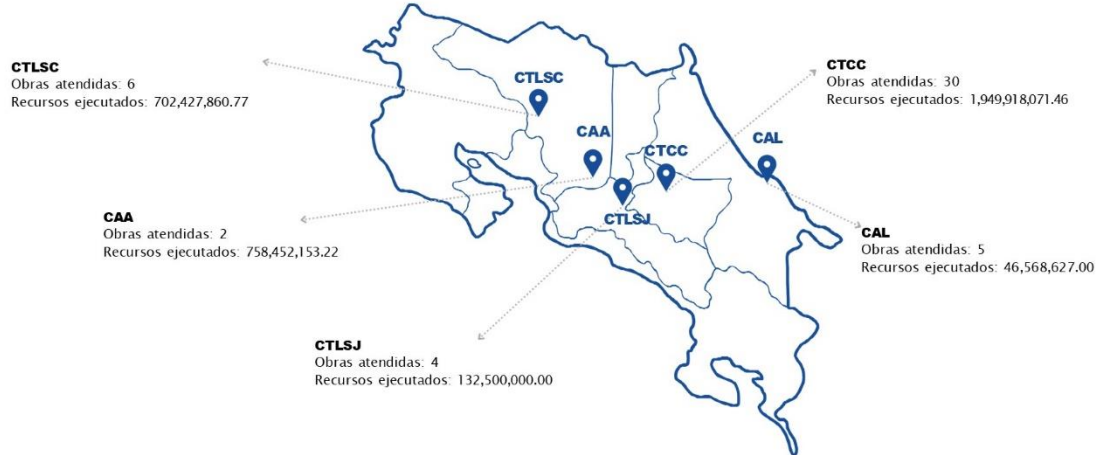 CTLSC
Obras atendidas: 6
Recursos ejecutados: 702,427,860.77
CTCC
Obras atendidas: 30
Recursos ejecutados: 1,949,918,071.46
CTLSC
CAA
CTCC
CAL
CTLSJ
CAA
Obras atendidas: 2
Recursos ejecutados: 758,452,153.22
CAL
Obras atendidas: 5
Recursos ejecutados: 46,568,627.00
CTLSJ
Obras atendidas: 4
Recursos ejecutados: 132,500,000.00